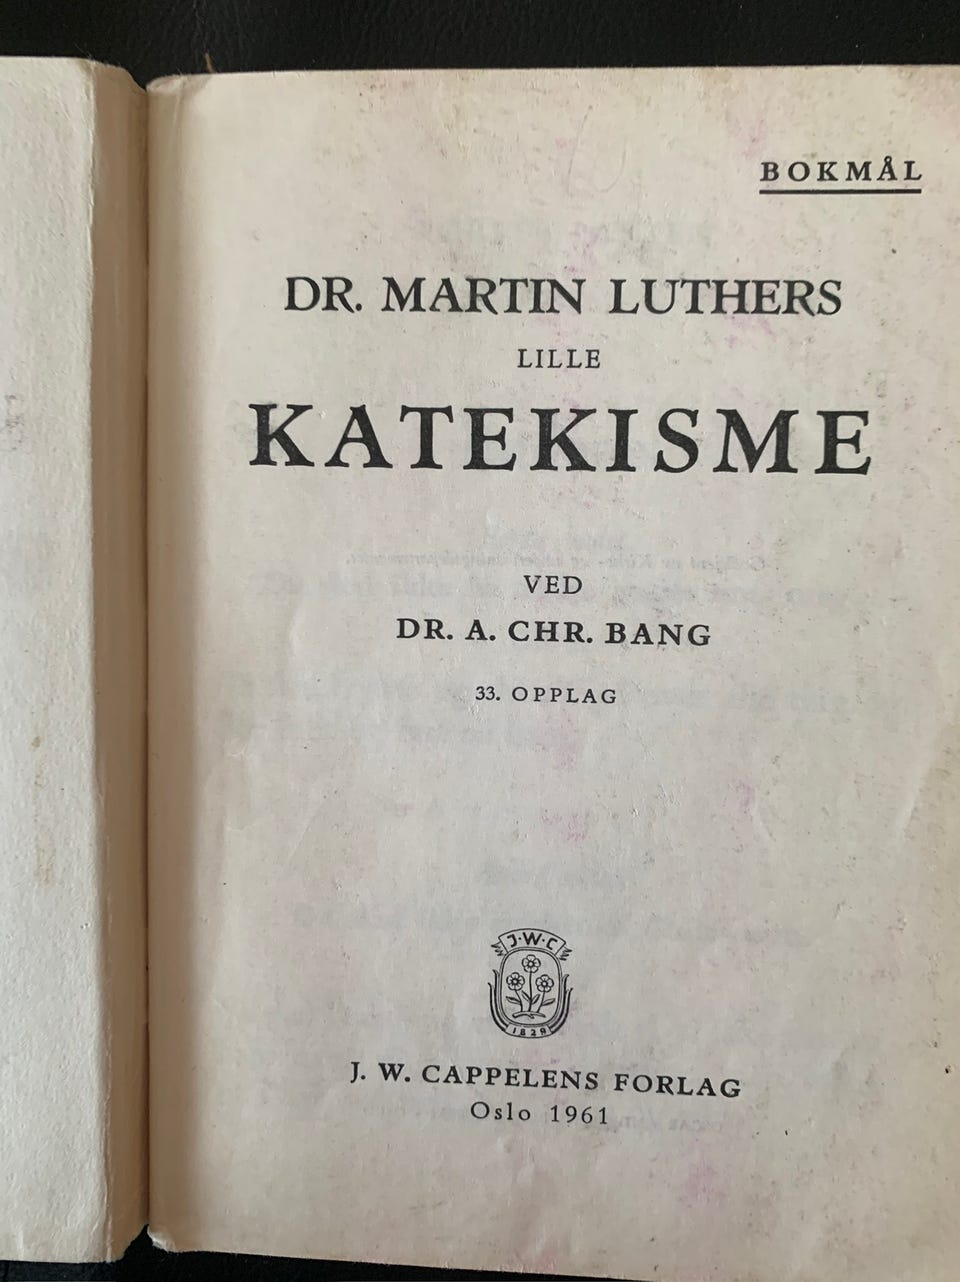 BOKMÅL
DR. MARTIN LUTHERS
LILLE
KATEKISME
VED
DR. A. CHR. BANG
33. OPPLAG
J·W·C
1829
J. W. CAPPELENS FORLAG
Oslo 1961